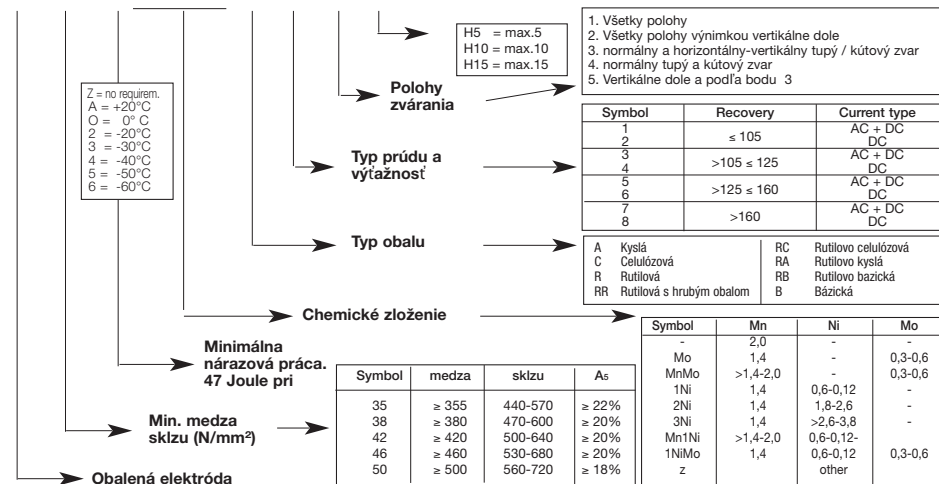 H5 = max.5
H10 = max.10
H15 = max.15
1. Všetky polohy
2. Všetky polohy výnimkou vertikálne dole
3. normálny a horizontálny-vertikálny tupý / kútový zvar
4. normálny tupý a kútový zvar
5. Vertikálne dole a podľa bodu 3
Polohy
zvárania
Z = no requirem.
A = +20°C
O = 0° C
2 = -20°C
3 = -30°C
4 = -40°C
5 = -50°C
6 = -60°C
Symbol Recovery Current type
1 AC + DC
2 ≤ 105 DC
3 AC + DC
4 >105 ≤ 125 DC
5 AC + DC
6 >125 ≤ 160 DC
7 AC + DC
8 >160 DC
Typ prúdu a
výťažnosť
Typ obalu
A Kyslá RC Rutilovo celulózová
C Celulózová RA Rutilovo kyslá
R Rutilová RB Rutilovo bazická
RR Rutilová s hrubým obalom B Bázická
Chemické zloženie
Symbol Mn Ni Mo
- 2,0 - -
Mo 1,4 0,3-0,6
MnMo >1,4-2,0 - 0,3-0,6
1Ni 1,4 0,6-0,12 -
2Ni 1,4 1,8-2,6 -
3Ni 1,4 >2,6-3,8 -
Mn1Ni >1,4-2,0 0,6-0,12-
1NiMo 1,4 0,6-0,12 0,3-0,6
z other
Minimálna
nárazová práca.
47 Joule pri
Symbol medza sklzu A5
35 ≥ 355 440-570 ≥ 22%
38 ≥ 380 470-600 ≥ 20%
42 ≥ 420 500-640 ≥ 20%
46 ≥ 460 530-680 ≥ 20%
50 ≥ 500 560-720 ≥ 18%
Min. medza
sklzu (N/mm²)
Obalená elektróda